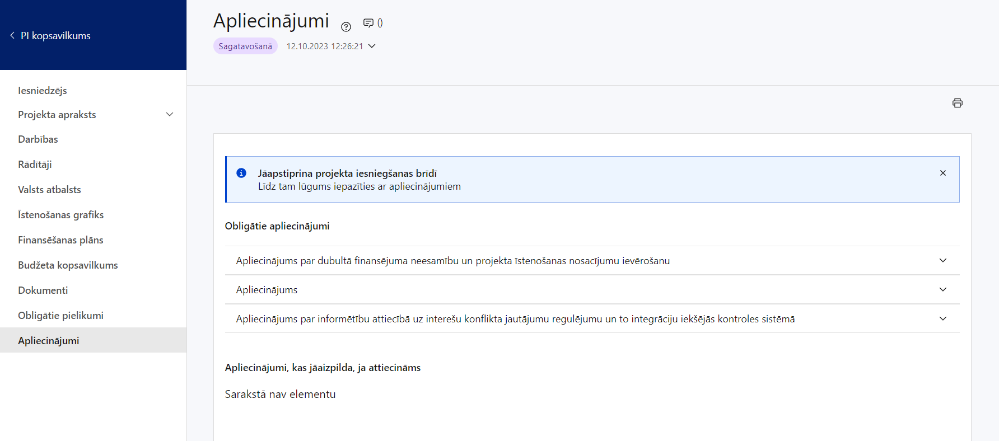 PI kopsavilkums
Iesniedzējs
Projekta apraksts
Darbības
Rādītāji
Valsts atbalsts
Īstenošanas grafiks
Finansēšanas plāns
Budžeta kopsavilkums
Dokumenti
Obligātie pielikumi
Apliecinājumi
Apliecinājumi ? ()
Sagatavošanā 12.10.2023 12:26:21
Jāapstiprina projekta iesniegšanas brīdī
Līdz tam lūgums iepazīties ar apliecinājumiem
Obligātie apliecinājumi
Apliecinājums par dubultā finansējuma neesamību un projekta īstenošanas nosacījumu ievērošanu
Apliecinājums
Apliecinājums par informētību attiecībā uz interešu konflikta jautājumu regulējumu un to integrāciju iekšējās kontroles sistēmā
Apliecinājumi, kas jāaizpilda, ja attiecināms
Sarakstā nav elementu